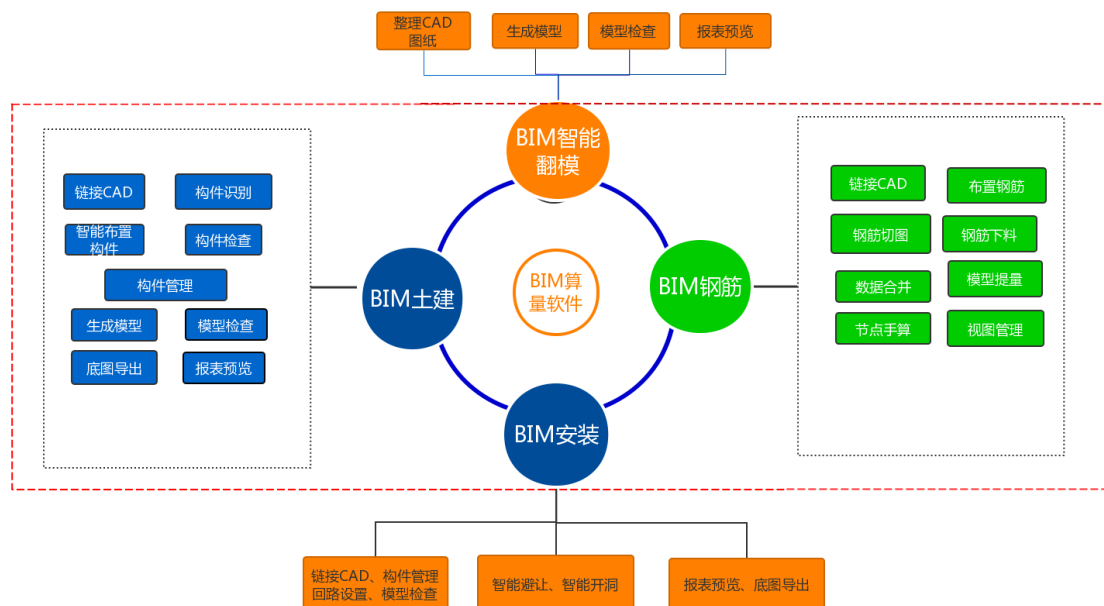 整理CAD
图纸
生成模型
模型检查
报表预览
BIM智能
翻模
链接CAD
构件识别
智能布置
构件
构件检查
构件管理
生成模型
模型检查
底图导出
报表预览
BIM土建
BIM算
量软件
BIM钢筋
链接CAD
布置钢筋
钢筋切图
钢筋下料
数据合并
模型提量
节点手算
视图管理
BIM安装
链接CAD、构件管理
回路设置、模型检查
智能避让、智能开洞
报表预览、底图导出